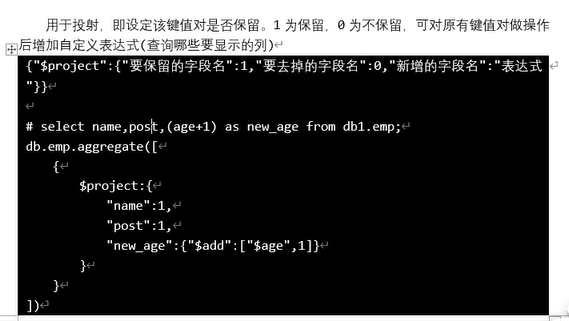 用于投射，即设定该键值对是否保留。1 为保留，0 为不保留，可对原有键值对做操作
后增加自定义表达式(查询哪些要显示的列)
{"$project":{"要保留的字段名":1,"要去掉的字段名":0,"新增的字段名":"表达式
"}}
# select name,post,(age+1) as new_age from db1.emp;
db.emp.aggregate([
{
$project:{
"name":1,
"post":1,
"new_age":{"$add":["$age",1]}
}
}
])